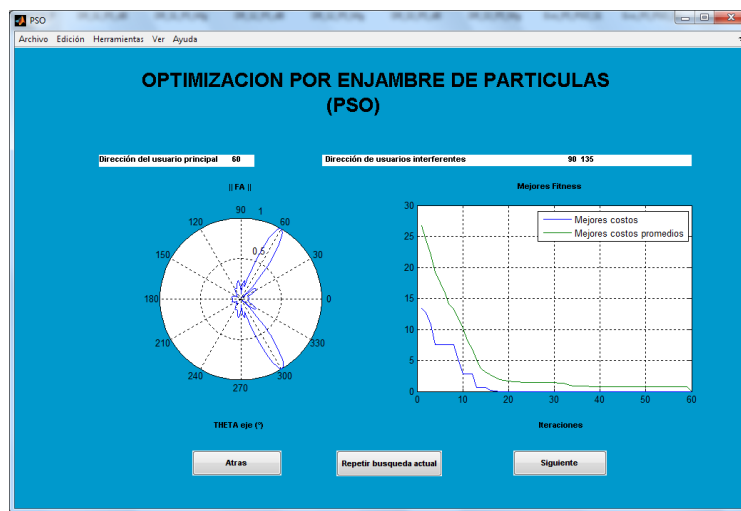 PSO
Archivo Edición Herramientas Ver Ayuda
OPTIMIZACION POR ENJAMBRE DE PARTICULAS
(PSO)
Dirección del usuario principal 60
Dirección de usuarios interferentes 90 135
|| FA ||
90 1
120 60
0.5
150 30
180 0
210 330
240 300
270
THETA eje (°)
Mejores Fitness
Mejores costos
Mejores costos promedios
30
25
20
15
10
5
0
0 10 20 30 40 50 60
Iteraciones
Atras
Repetir busqueda actual
Siguiente